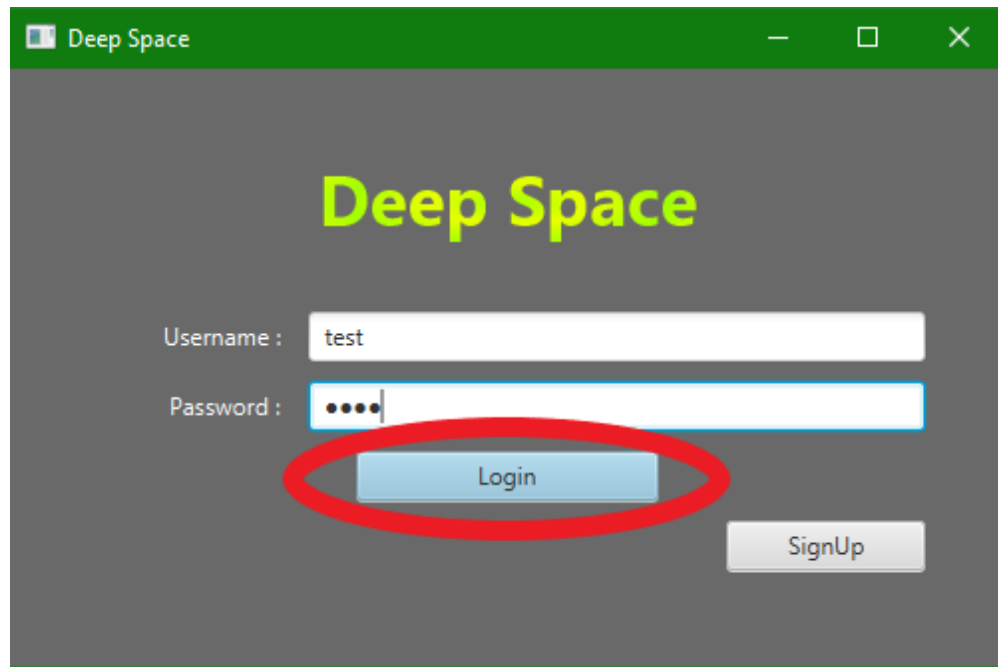 Deep Space
Deep Space
Username : test
Password : ••••
Login
SignUp